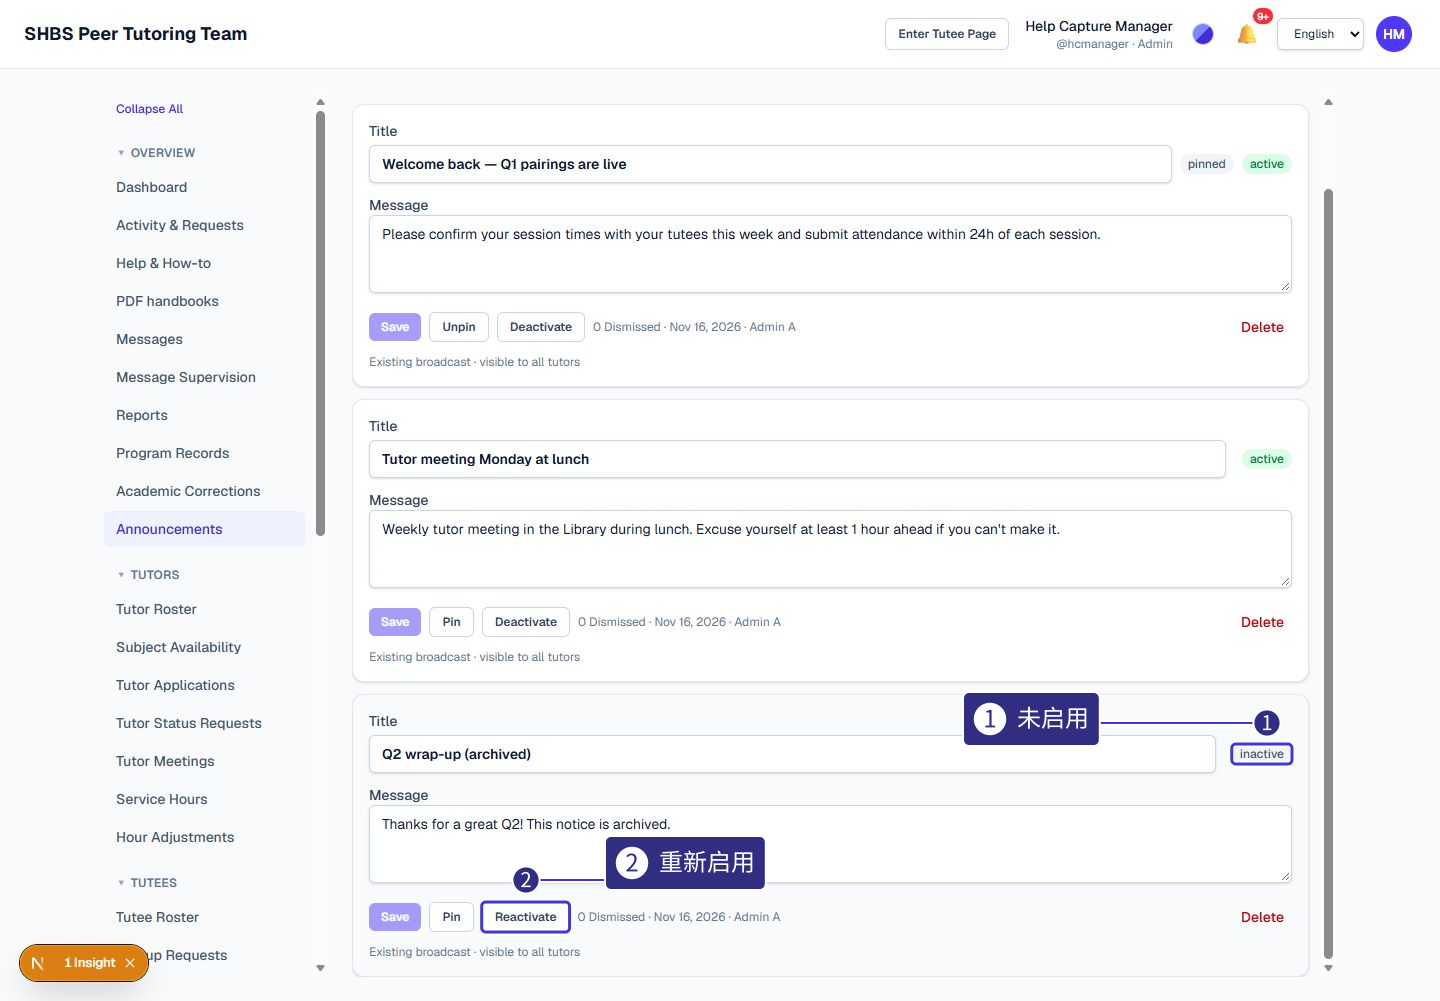 SHBS Peer Tutoring Team
Enter Tutee Page
Help Capture Manager
@hcmanager · Admin
9+
English
HM
Collapse All
OVERVIEW
Dashboard
Activity & Requests
Help & How-to
PDF handbooks
Messages
Message Supervision
Reports
Program Records
Academic Corrections
Announcements
TUTORS
Tutor Roster
Subject Availability
Tutor Applications
Tutor Status Requests
Tutor Meetings
Service Hours
Hour Adjustments
TUTEES
Tutee Roster
up Requests
N 1 Insight ×
Title
Welcome back — Q1 pairings are live
pinned active
Message
Please confirm your session times with your tutees this week and submit attendance within 24h of each session.
Save Unpin Deactivate 0 Dismissed · Nov 16, 2026 · Admin A Delete
Existing broadcast · visible to all tutors
Title
Tutor meeting Monday at lunch
active
Message
Weekly tutor meeting in the Library during lunch. Excuse yourself at least 1 hour ahead if you can't make it.
Save Pin Deactivate 0 Dismissed · Nov 16, 2026 · Admin A Delete
Existing broadcast · visible to all tutors
Title
1 未启用 1
Q2 wrap-up (archived)
inactive
Message
Thanks for a great Q2! This notice is archived.
2 2 重新启用
Save Pin Reactivate 0 Dismissed · Nov 16, 2026 · Admin A Delete
Existing broadcast · visible to all tutors